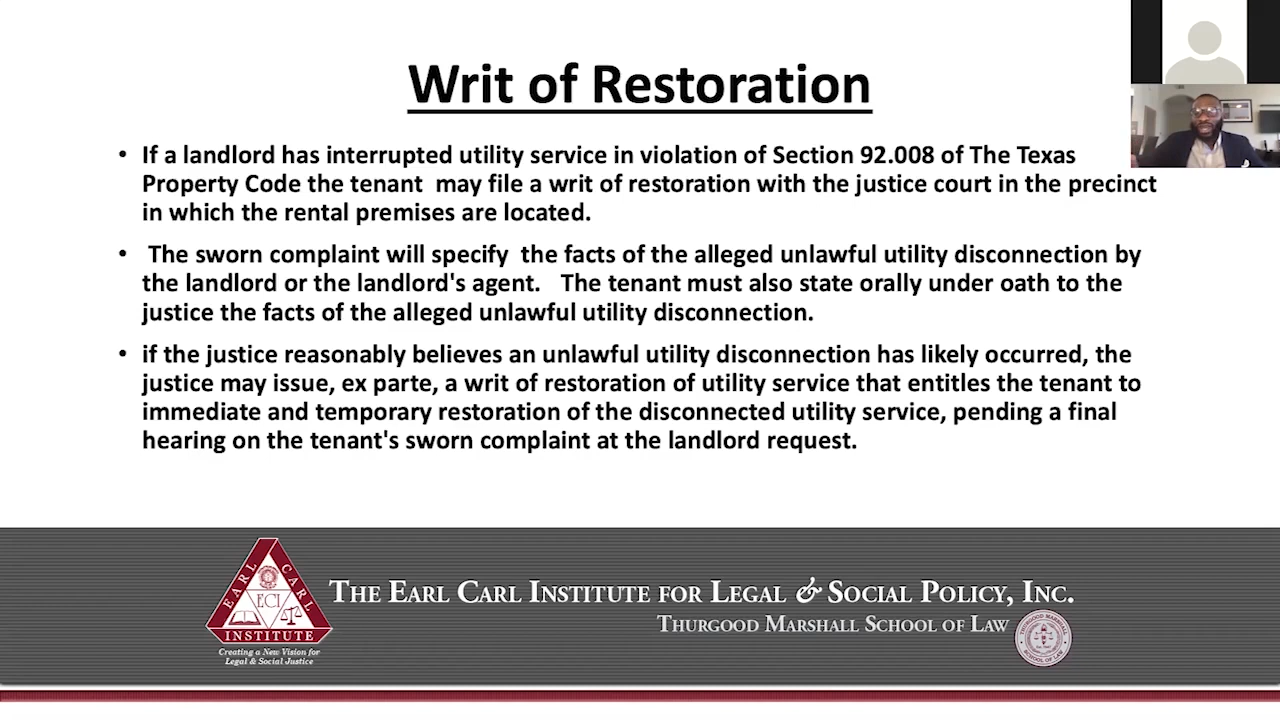 Writ of Restoration
• If a landlord has interrupted utility service in violation of Section 92.008 of The Texas
Property Code the tenant  may file a writ of restoration with the justice court in the precinct
in which the rental premises are located.
•  The sworn complaint will specify  the facts of the alleged unlawful utility disconnection by
the landlord or the landlord's agent.   The tenant must also state orally under oath to the
justice the facts of the alleged unlawful utility disconnection.
• if the justice reasonably believes an unlawful utility disconnection has likely occurred, the
justice may issue, ex parte, a writ of restoration of utility service that entitles the tenant to
immediate and temporary restoration of the disconnected utility service, pending a final
hearing on the tenant's sworn complaint at the landlord request.
EARL CARL
ECI
INSTITUTE
Creating a New Vision for
Legal & Social Justice
THE EARL CARL INSTITUTE FOR LEGAL & SOCIAL POLICY, INC.
THURGOOD MARSHALL SCHOOL OF LAW
THURGOOD MARSHALL
SCHOOL OF LAW